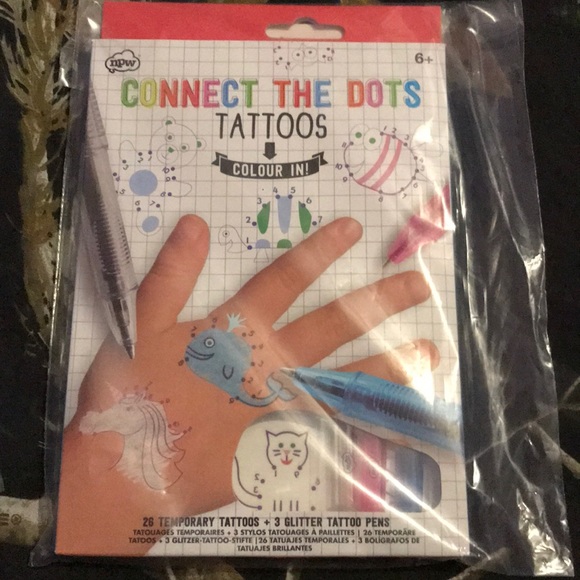 npw
6+
CONNECT THE DOTS
TATTOOS
COLOUR IN!
26 TEMPORARY TATTOOS + 3 GLITTER TATTOO PENS
TATOUAGES TEMPORAIRES + 3 STYLOS TATOUAGES À PAILLETTES | 26 TEMPORÄRE
TATOOS + 3 GLITZER-TATTOO-STIFTE | 26 TATUAJES TEMPORALES + 3 BOLÍGRAFOS DE
TATUAJES BRILLANTES